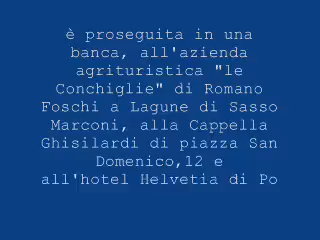 è proseguita in una
banca, all'azienda
agrituristica "le
Conchiglie" di Romano
Foschi a Lagune di Sasso
Marconi, alla Cappella
Ghisilardi di piazza San
Domenico,12 e
all'hotel Helvetia di Po